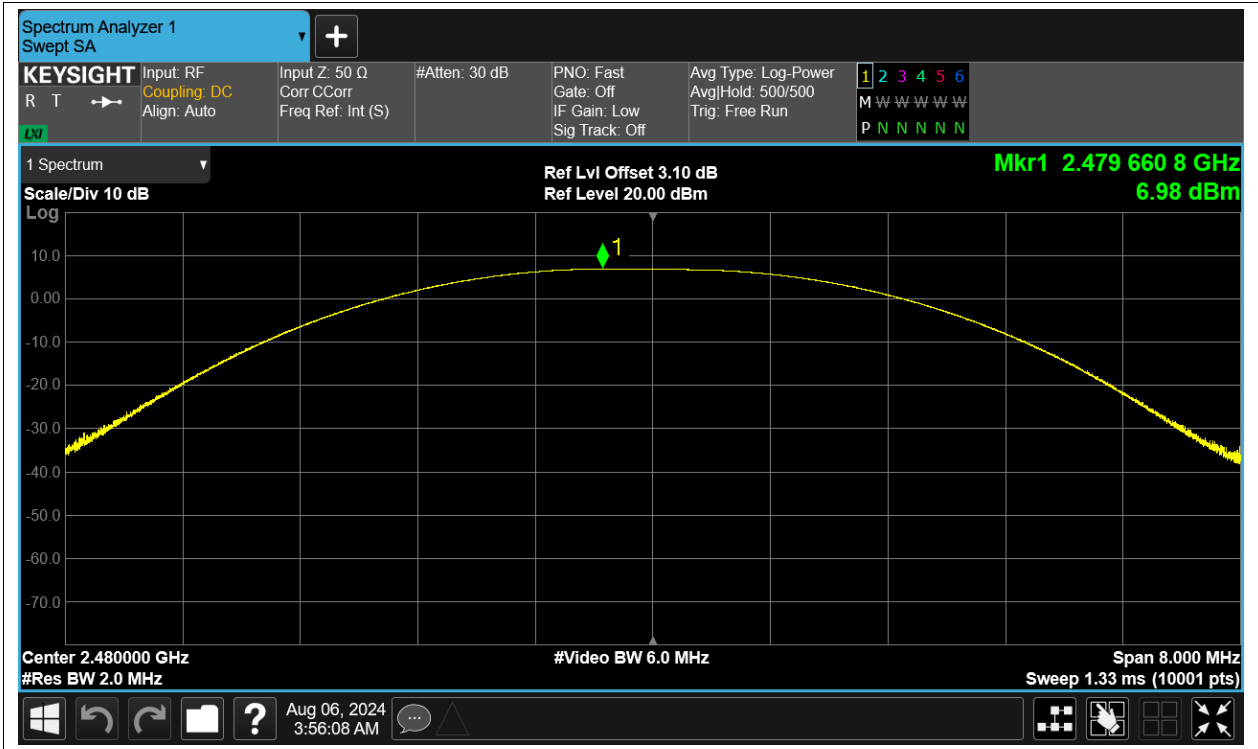 Spectrum Analyzer 1
Swept SA
KEYSIGHT
R T
LXI
Input: RF
Coupling: DC
Align: Auto
Input Z: 50 Ω
Corr CCorr
Freq Ref: Int (S)
#Atten: 30 dB
PNO: Fast
Gate: Off
IF Gain: Low
Sig Track: Off
Avg Type: Log-Power
Avg|Hold: 500/500
Trig: Free Run
1 2 3 4 5 6
M W W W W W
P N N N N N
1 Spectrum
Scale/Div 10 dB
Log
Ref Lvl Offset 3.10 dB
Ref Level 20.00 dBm
Mkr1 2.479 660 8 GHz
6.98 dBm
1
10.0
0.00
-10.0
-20.0
-30.0
-40.0
-50.0
-60.0
-70.0
Center 2.480000 GHz
#Res BW 2.0 MHz
#Video BW 6.0 MHz
Span 8.000 MHz
Sweep 1.33 ms (10001 pts)
?
Aug 06, 2024
3:56:08 AM